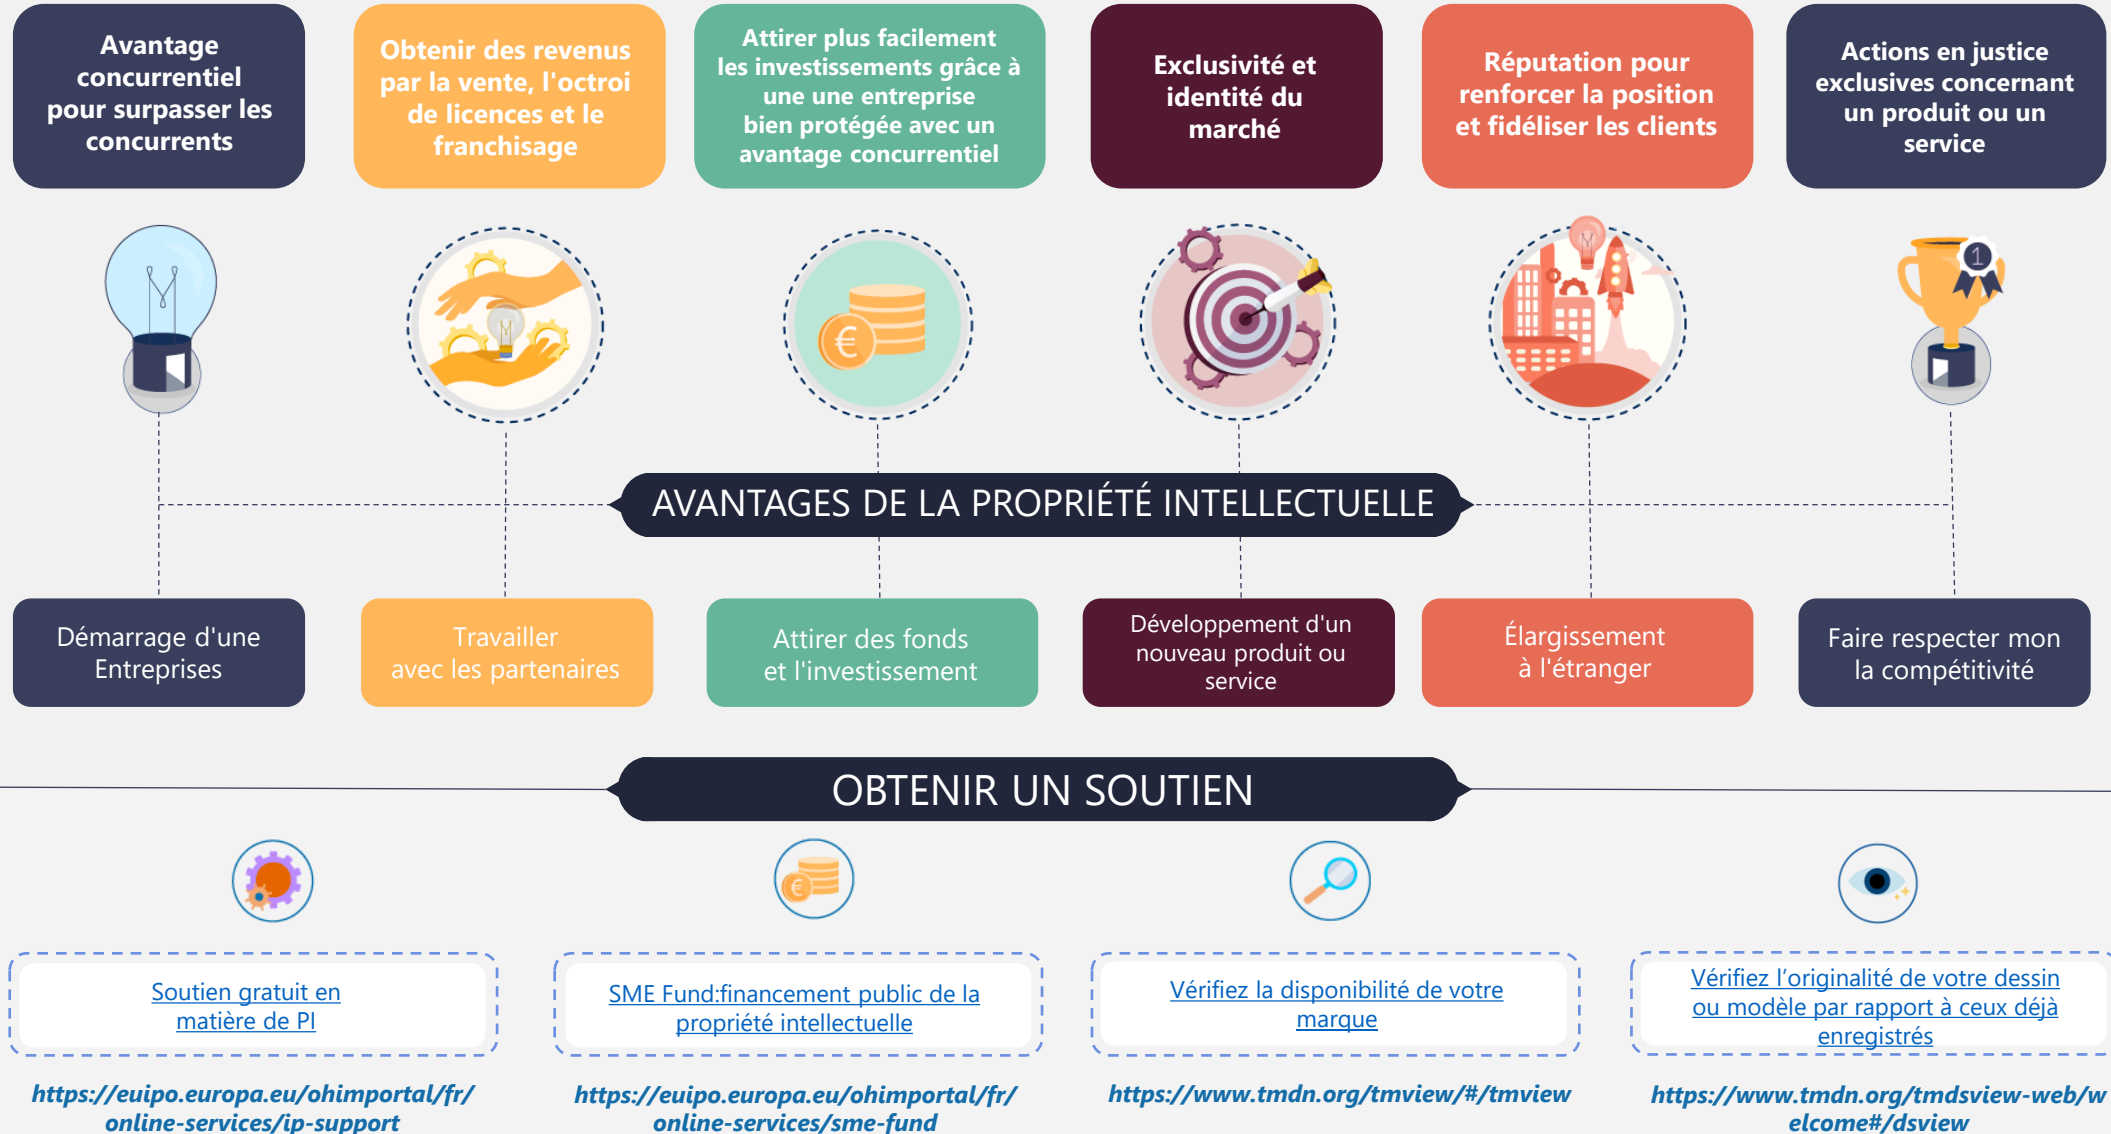 Avantage
concurrentiel
pour surpasser les
concurrents
Obtenir des revenus
par la vente, l'octroi
de licences et le
franchisage
Attirer plus facilement
les investissements grâce à
une une entreprise
bien protégée avec un
avantage concurrentiel
Exclusivité et
identité du
marché
Réputation pour
renforcer la position
et fidéliser les clients
Actions en justice
exclusives concernant
un produit ou un
service
€
1
AVANTAGES DE LA PROPRIÉTÉ INTELLECTUELLE
Démarrage d'une
Entreprises
Travailler
avec les partenaires
Attirer des fonds
et l'investissement
Développement d'un
nouveau produit ou
service
Élargissement
à l'étranger
Faire respecter mon
la compétitivité
OBTENIR UN SOUTIEN
€
Soutien gratuit en
matière de PI
SME Fund:financement public de la
propriété intellectuelle
Vérifiez la disponibilité de votre
marque
Vérifiez l’originalité de votre dessin
ou modèle par rapport à ceux déjà
enregistrés
https://euipo.europa.eu/ohimportal/fr/
online-services/ip-support
https://euipo.europa.eu/ohimportal/fr/
online-services/sme-fund
https://www.tmdn.org/tmview/#/tmview
https://www.tmdn.org/tmdsview-web/w
elcome#/dsview